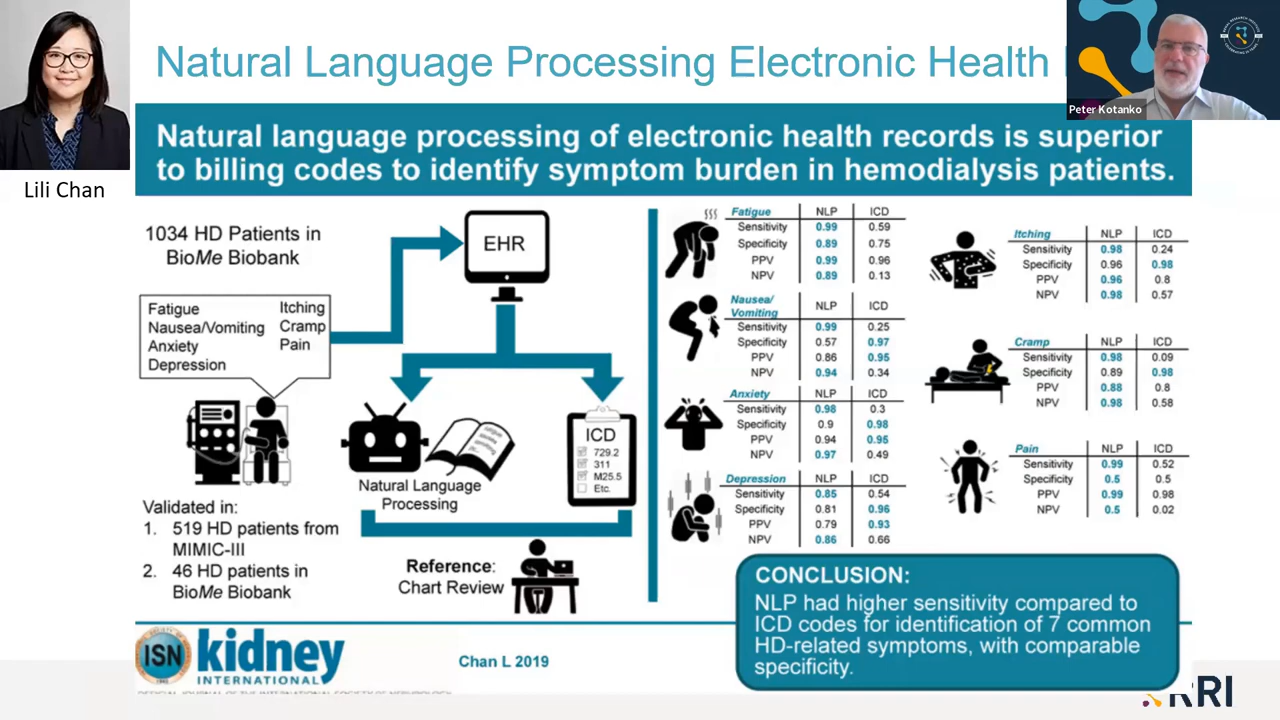 Natural Language Processing Electronic Health
Peter Kotanko
Lili Chan
Natural language processing of electronic health records is superior
to billing codes to identify symptom burden in hemodialysis patients.
1034 HD Patients in
BioMe Biobank
Fatigue
Nausea/Vomiting
Anxiety
Depression
Itching
Cramp
Pain
EHR
Natural Language
Processing
ICD
729.2
311
M25.5
Etc.
Validated in:
1. 519 HD patients from
MIMIC-III
2. 46 HD patients in
BioMe Biobank
Reference:
Chart Review
Fatigue NLP ICD
Sensitivity 0.99 0.59
Specificity 0.89 0.75
PPV 0.99 0.96
NPV 0.89 0.13
Nausea/
Vomiting NLP ICD
Sensitivity 0.99 0.25
Specificity 0.57 0.97
PPV 0.86 0.95
NPV 0.94 0.34
Anxiety NLP ICD
Sensitivity 0.98 0.3
Specificity 0.9 0.98
PPV 0.94 0.95
NPV 0.97 0.49
Depression NLP ICD
Sensitivity 0.85 0.54
Specificity 0.81 0.96
PPV 0.79 0.93
NPV 0.86 0.66
Itching NLP ICD
Sensitivity 0.98 0.24
Specificity 0.96 0.98
PPV 0.96 0.8
NPV 0.98 0.57
Cramp NLP ICD
Sensitivity 0.98 0.09
Specificity 0.89 0.98
PPV 0.88 0.8
NPV 0.98 0.58
Pain NLP ICD
Sensitivity 0.99 0.52
Specificity 0.5 0.5
PPV 0.99 0.98
NPV 0.5 0.02
CONCLUSION:
NLP had higher sensitivity compared to
ICD codes for identification of 7 common
HD-related symptoms, with comparable
specificity.
ISN
kidney
INTERNATIONAL
Chan L 2019
RRI